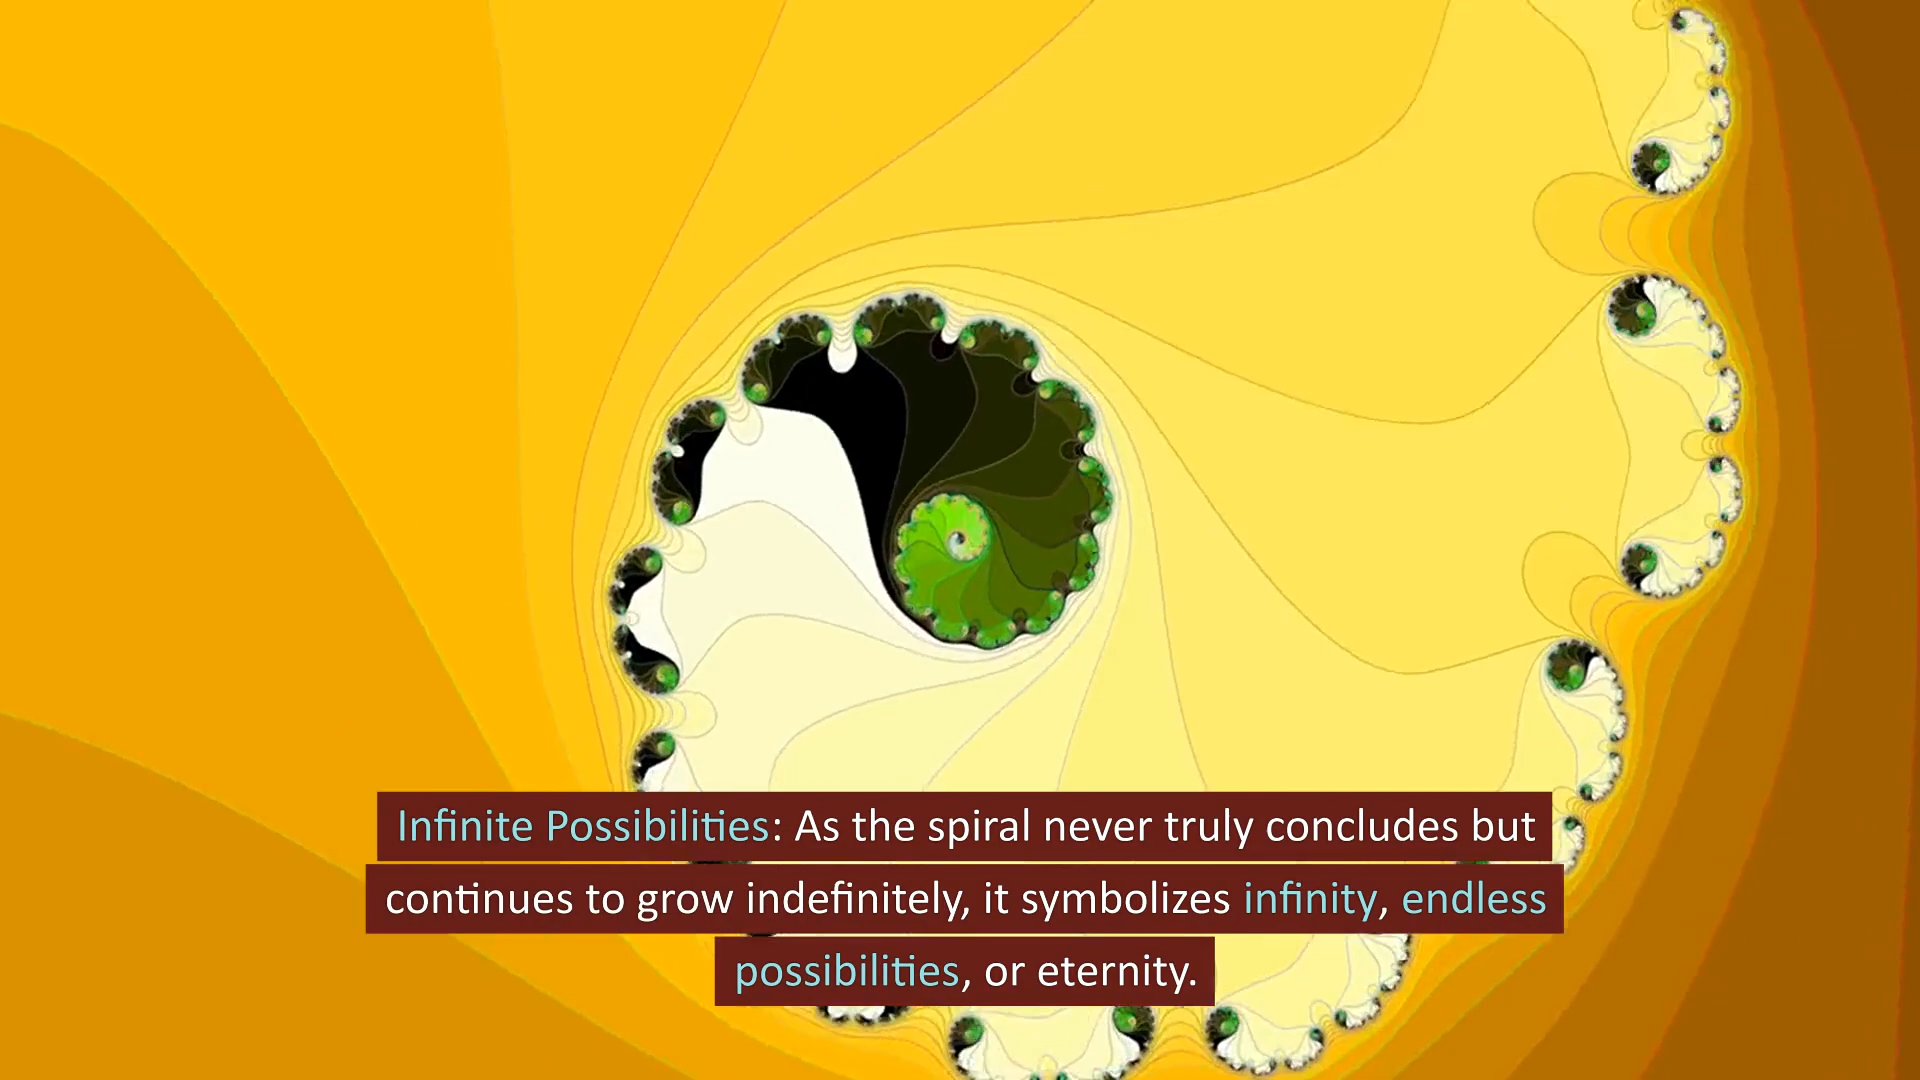 Infinite Possibilities: As the spiral never truly concludes but
continues to grow indefinitely, it symbolizes infinity, endless
possibilities, or eternity.